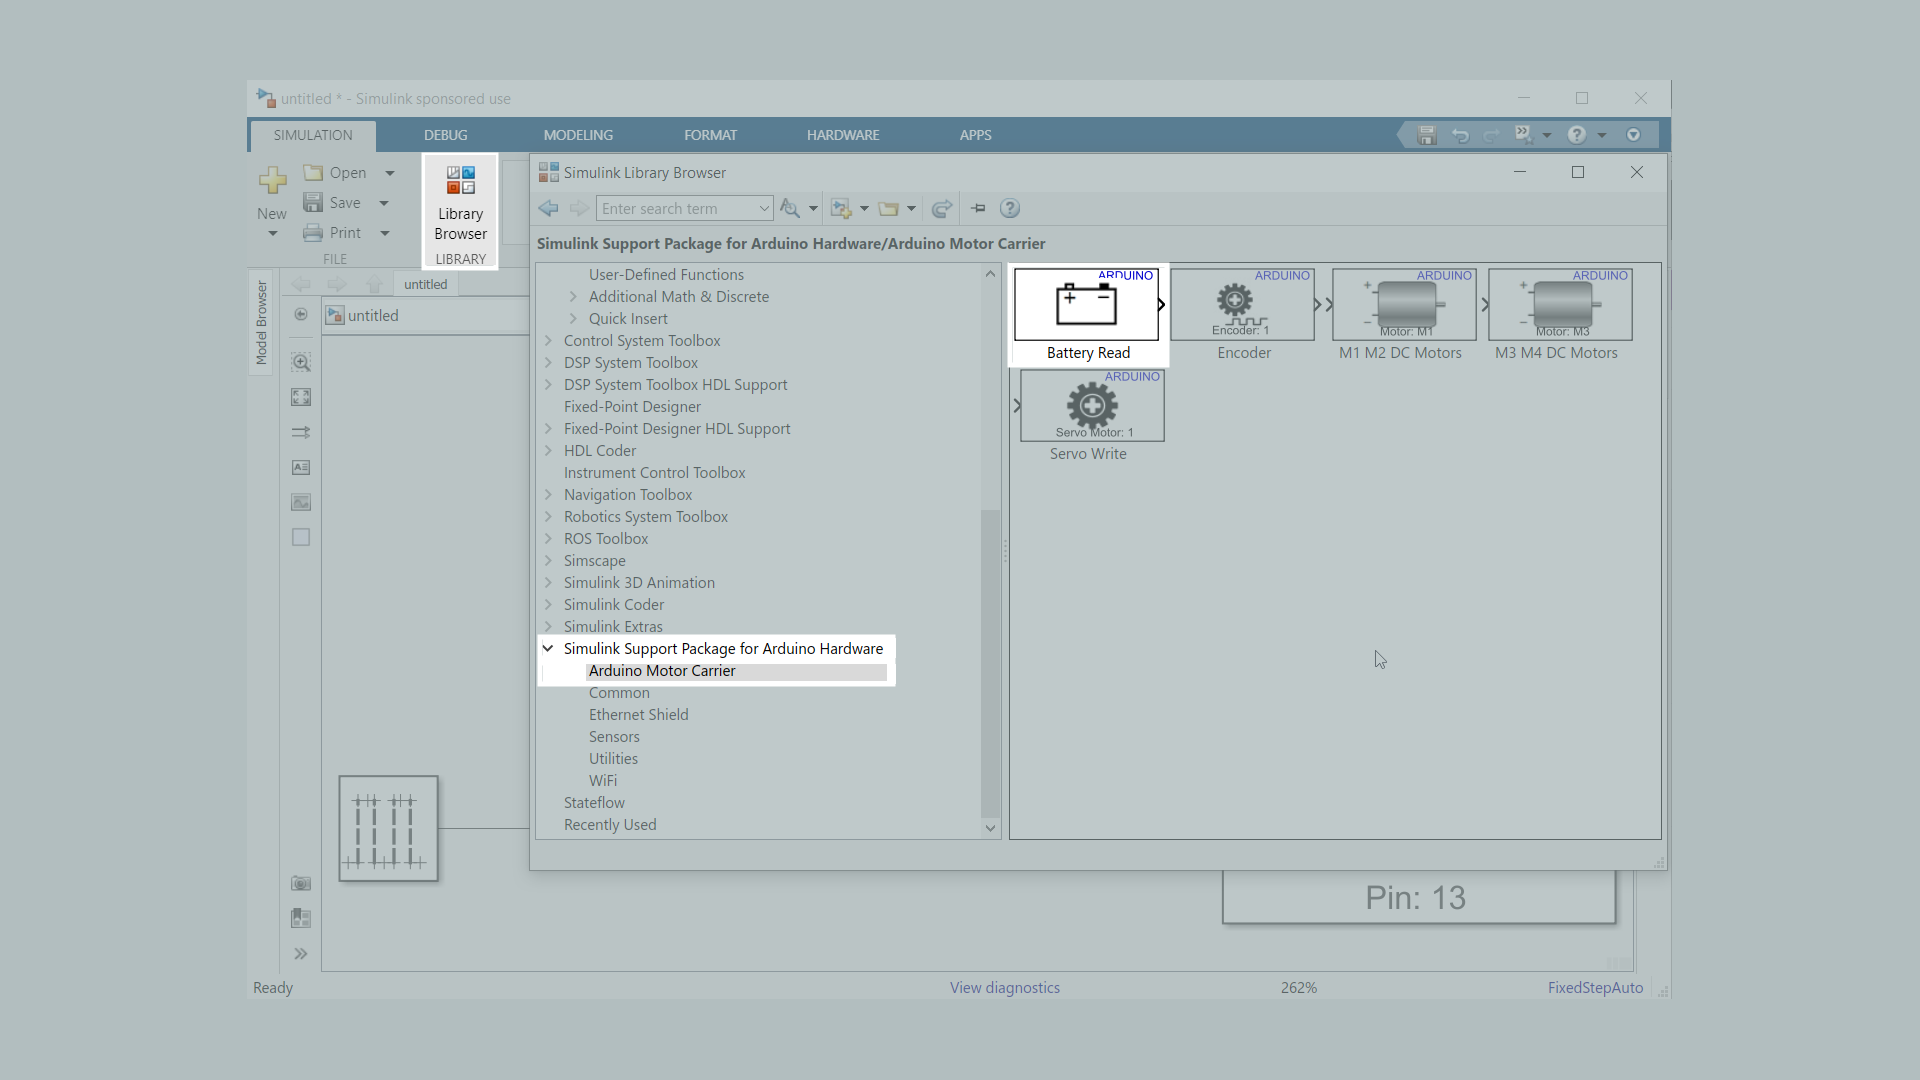 untitled * - Simulink sponsored use
SIMULATION
DEBUG
MODELING
FORMAT
HARDWARE
APPS
New
Open
Save
Print
FILE
Library
Browser
LIBRARY
Simulink Library Browser
Enter search term
Simulink Support Package for Arduino Hardware/Arduino Motor Carrier
Model Browser
untitled
untitled
User-Defined Functions
Additional Math & Discrete
Quick Insert
Control System Toolbox
DSP System Toolbox
DSP System Toolbox HDL Support
Fixed-Point Designer
Fixed-Point Designer HDL Support
HDL Coder
Instrument Control Toolbox
Navigation Toolbox
Robotics System Toolbox
ROS Toolbox
Simscape
Simulink 3D Animation
Simulink Coder
Simulink Extras
Simulink Support Package for Arduino Hardware
Arduino Motor Carrier
Common
Ethernet Shield
Sensors
Utilities
WiFi
Stateflow
Recently Used
ARDUINO
Battery Read
ARDUINO
Encoder: 1
Encoder
ARDUINO
Motor: M1
M1 M2 DC Motors
ARDUINO
Motor: M3
M3 M4 DC Motors
ARDUINO
Servo Motor: 1
Servo Write
Pin: 13
Ready
View diagnostics
262%
FixedStepAuto